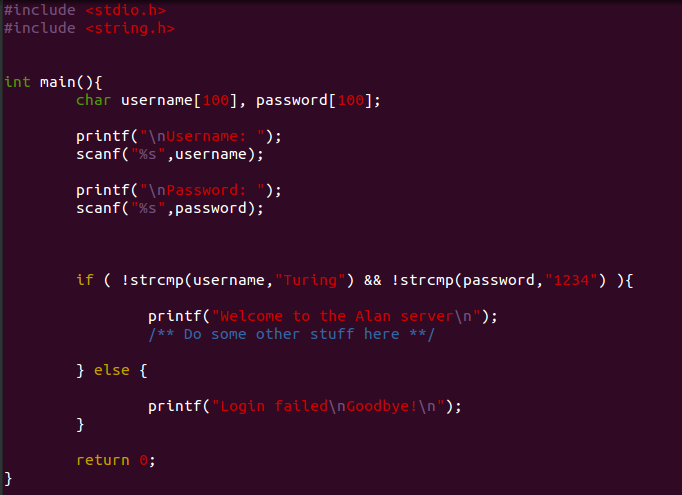 #include <stdio.h>
#include <string.h>
int main(){
char username[100], password[100];
printf("\nUsername: ");
scanf("%s",username);
printf("\nPassword: ");
scanf("%s",password);
if ( !strcmp(username,"Turing") && !strcmp(password,"1234") ){
printf("Welcome to the Alan server\n");
/** Do some other stuff here **/
} else {
printf("Login failed\nGoodbye!\n");
}
return 0;
}